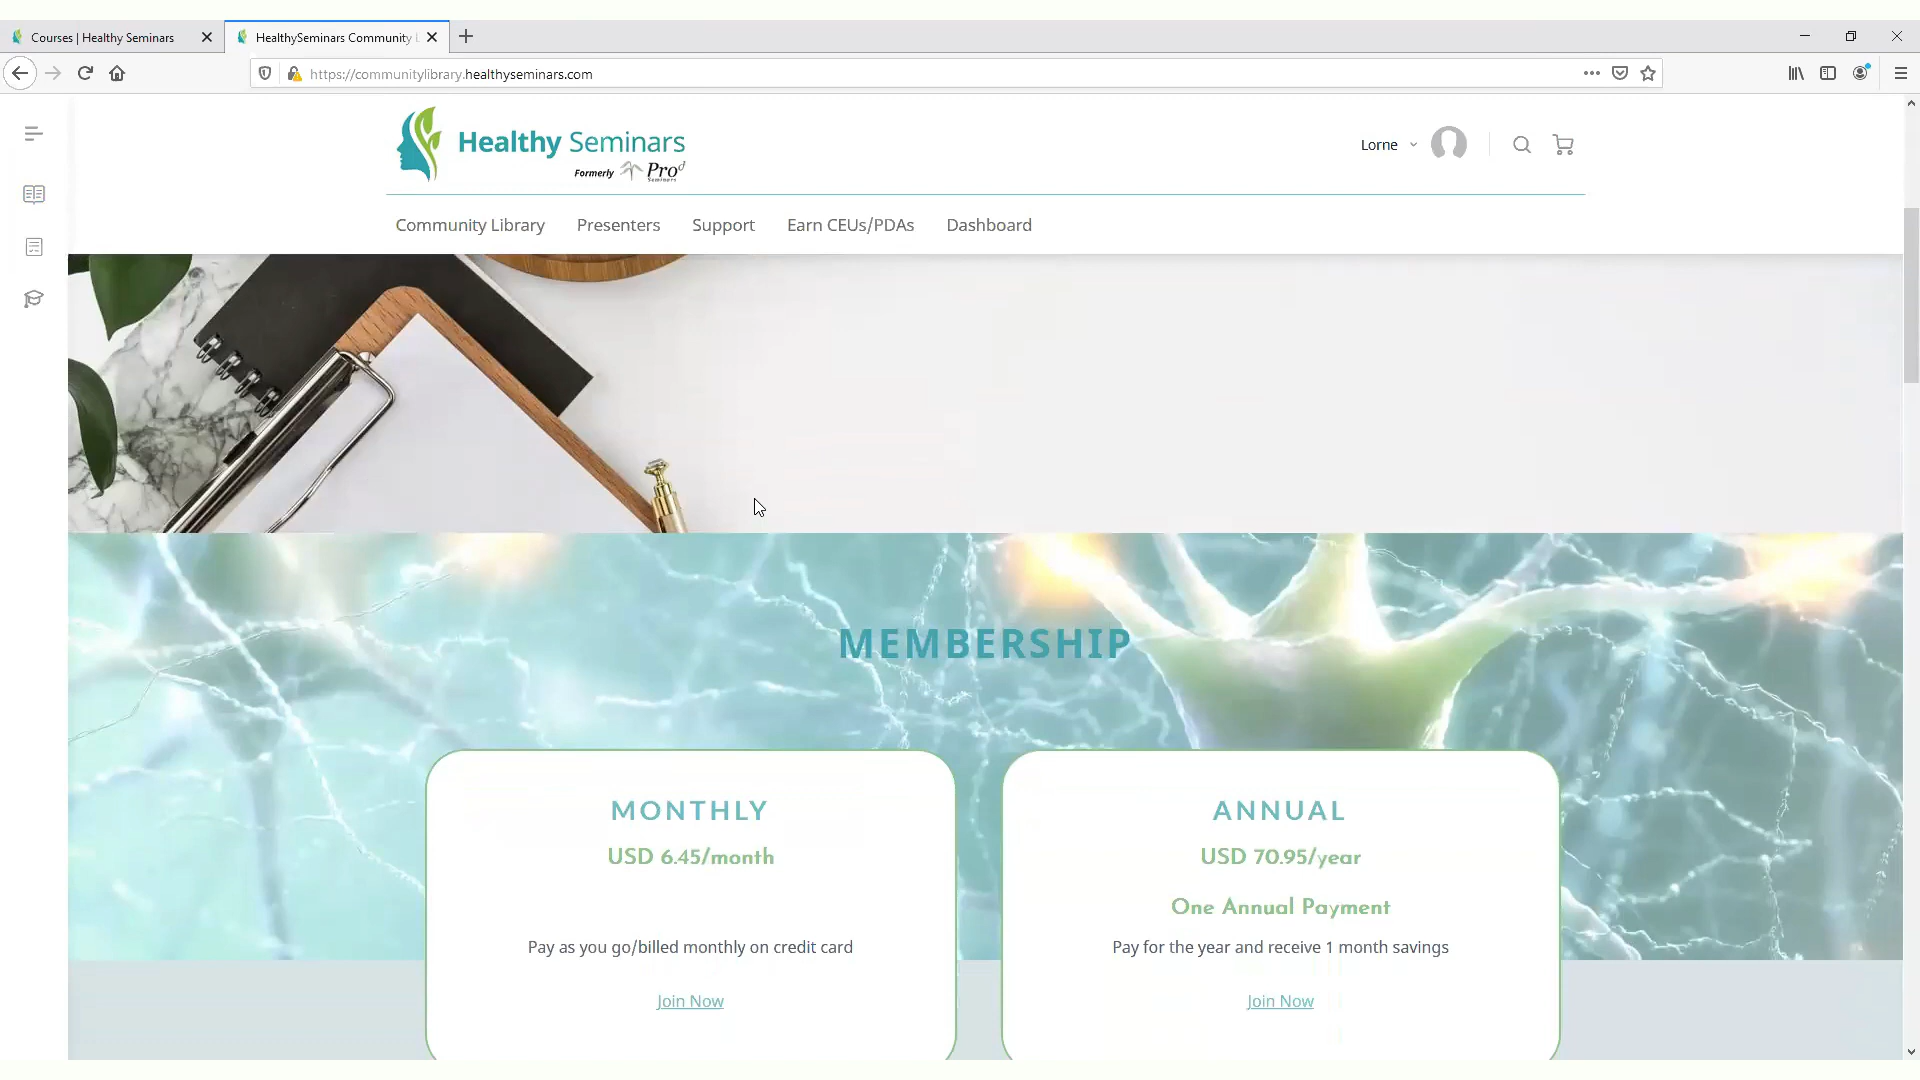 Courses | Healthy Seminars
HealthySeminars Community
https://communitylibrary.healthyseminars.com
Healthy Seminars
Formerly Pro d
Seminars
Lorne
Community Library Presenters Support Earn CEUs/PDAs Dashboard
MEMBERSHIP
MONTHLY
USD 6.45/month
Pay as you go/billed monthly on credit card
Join Now
ANNUAL
USD 70.95/year
One Annual Payment
Pay for the year and receive 1 month savings
Join Now